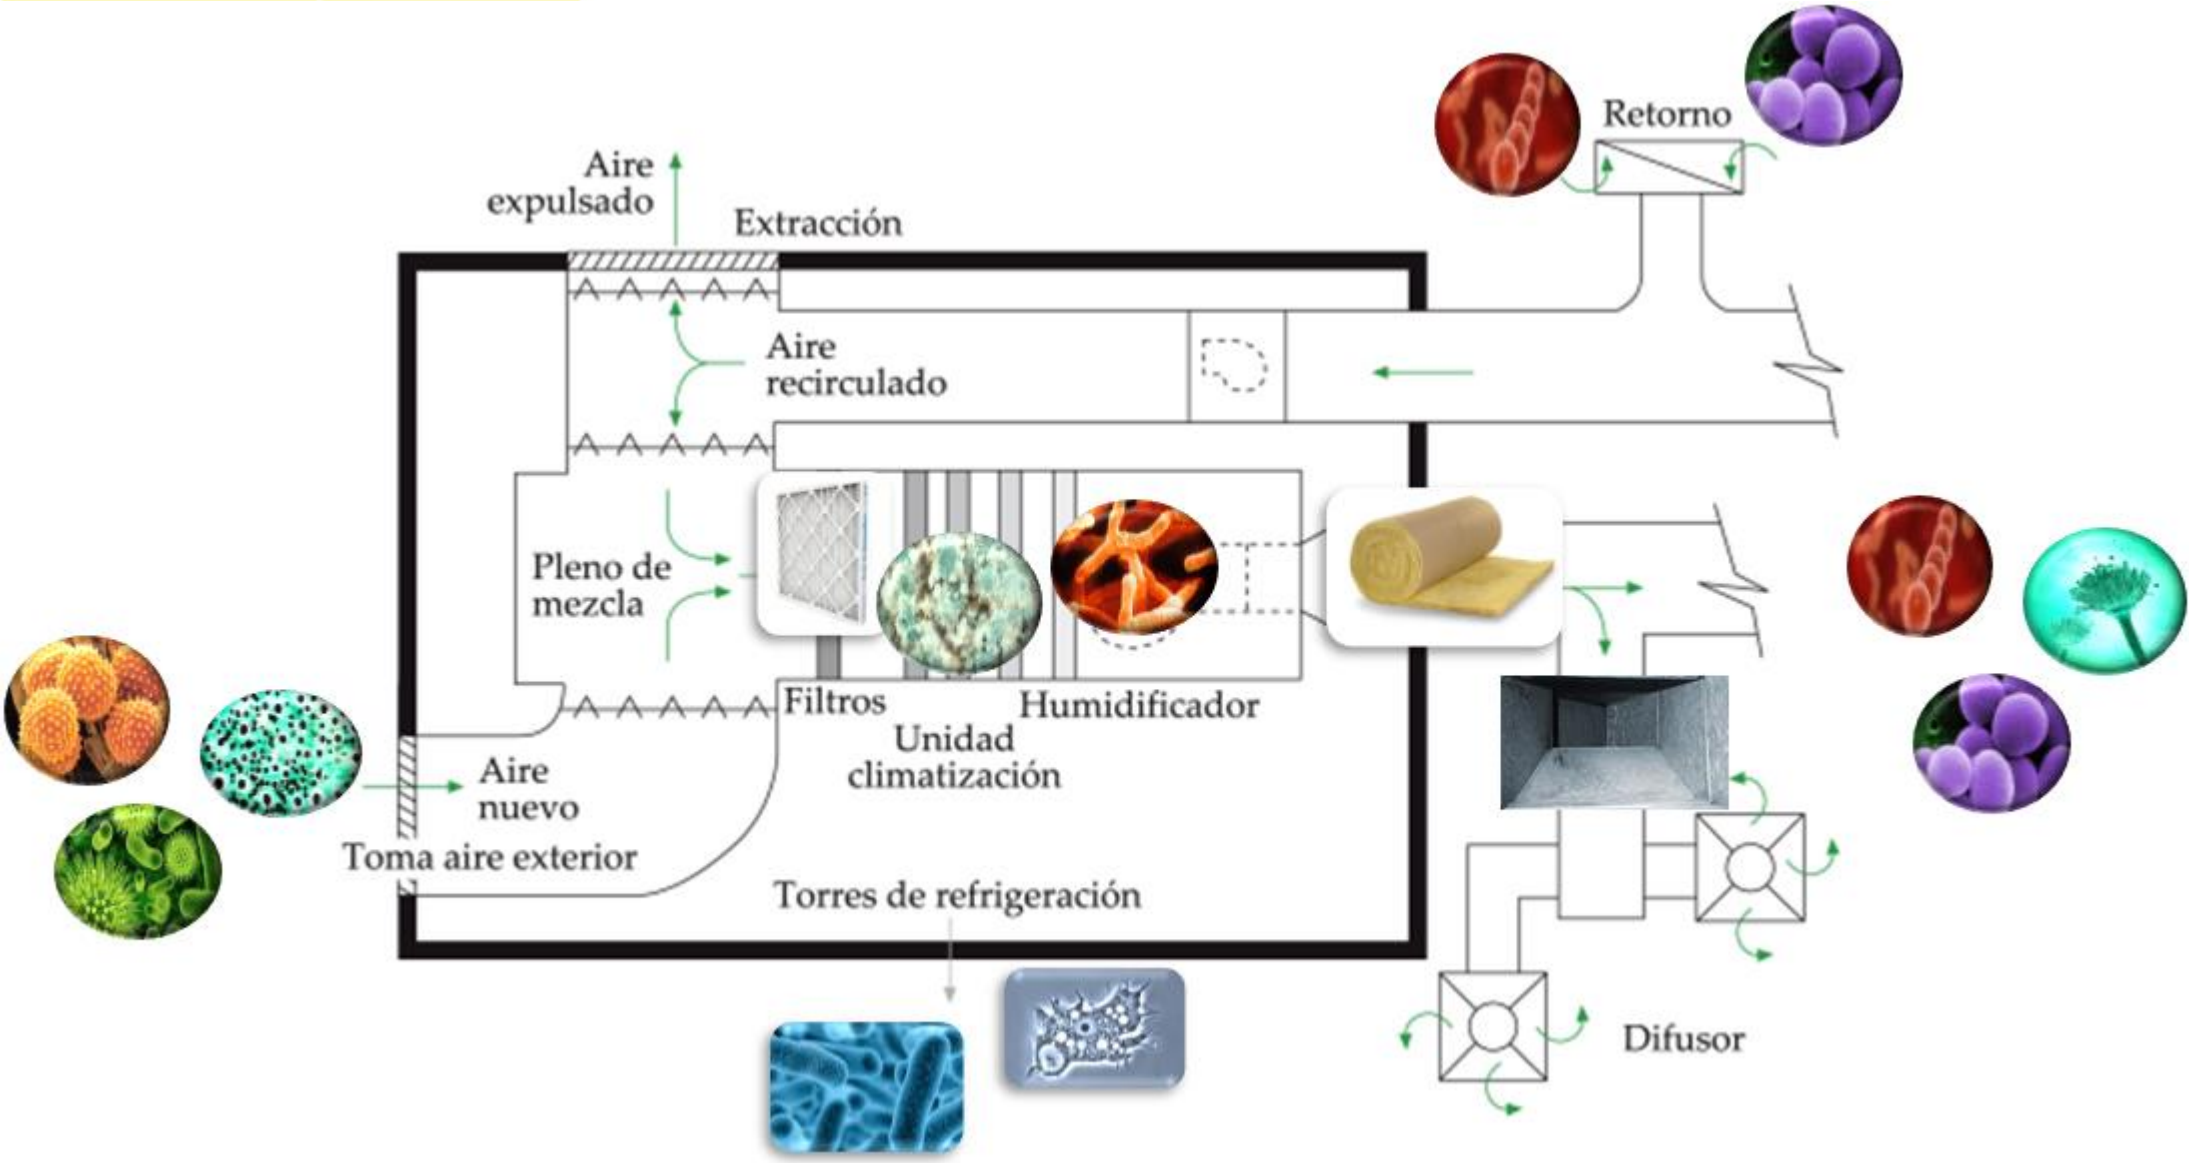 Retorno
Aire
expulsado
Extracción
Aire
recirculado
Pleno de
mezcla
Filtros
Humidificador
Unidad
climatización
Aire
nuevo
Toma aire exterior
Torres de refrigeración
Difusor